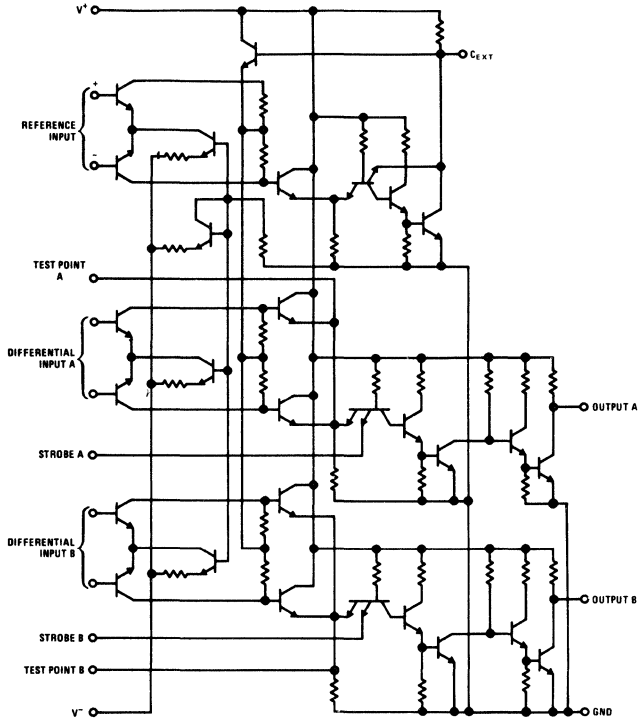 V+
CEXT
+
REFERENCE
INPUT
−
TEST POINT
A
DIFFERENTIAL
INPUT A
OUTPUT A
STROBE A
DIFFERENTIAL
INPUT B
OUTPUT B
STROBE B
TEST POINT B
V−
GND